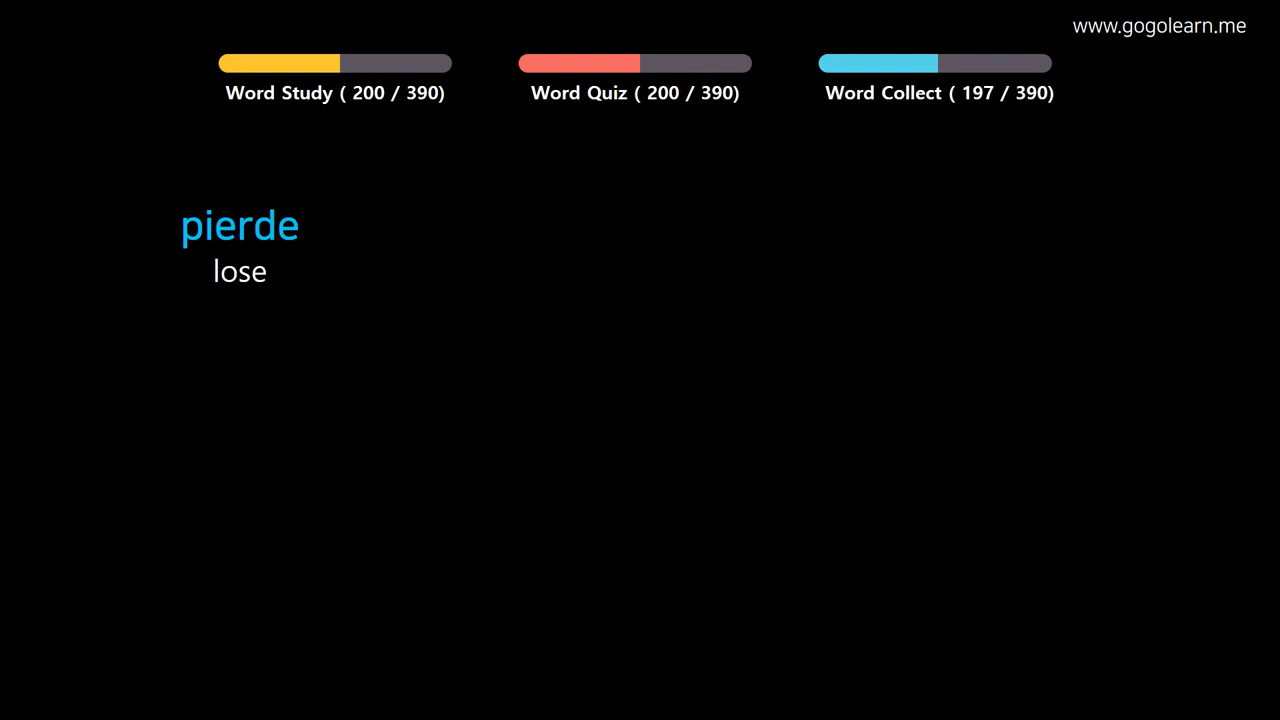 www.gogolearn.me
Word Study ( 200 / 390)
Word Quiz ( 200 / 390)
Word Collect ( 197 / 390)
pierde
lose